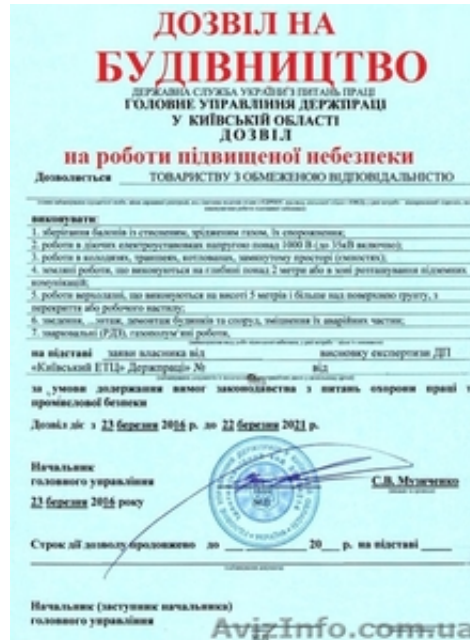 ДОЗВІЛ НА
БУДІВНИЦТВО
ДЕРЖАВНА СЛУЖБА УКРАЇНИ З ПИТАНЬ ПРАЦІ
ГОЛОВНЕ УПРАВЛІННЯ ДЕРЖПРАЦІ
У КИЇВСЬКІЙ ОБЛАСТІ
ДОЗВІЛ
на роботи підвищеної небезпеки
Дозволяється ТОВАРИСТВУ З ОБМЕЖЕНОЮ ВІДПОВІДАЛЬНІСТЮ
виконувати:
1. зберігання балонів із стисненим, зрідженим газом, їх спорожнення;
2. роботи в діючих електроустановках напругою понад 1000 В (до 35кВ включно);
3. роботи в колодязях, траншеях, котлованах, замкнутому просторі (ємностях);
4. земляні роботи, що виконуються на глибині понад 2 метри або в зоні розташування підземних
комунікацій;
5. роботи верхолазні, що виконуються на висоті 5 метрів і більше над поверхнею ґрунту, з
перекриття або робочого настилу;
6. зведення, демонтаж будинків та споруд, зміцнення їх аварійних частин;
7. зварювальні (РДЗ), газополум'яні роботи,
на підставі заяви власника від висновку експертизи ДП
«Київський ЕТЦ» Держпраці» № від
за умови додержання вимог законодавства з питань охорони праці т
промислової безпеки
Дозвіл діє з 23 березня 2016 р. до 22 березня 2021 р.
Начальник
головного управління С.В. Музиченко
23 березня 2016 року
Строк дії дозволу продовжено до 20 р. на підставі
Начальник (заступник начальника)
головного управління
AvizInfo.com.ua